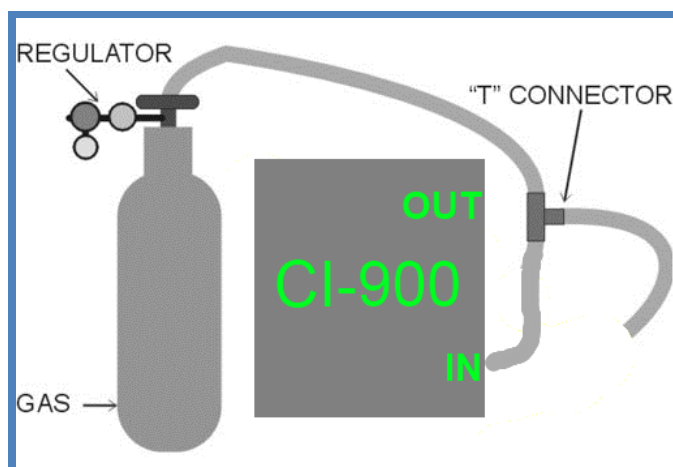 REGULATOR
“T” CONNECTOR
OUT
CI-900
IN
GAS